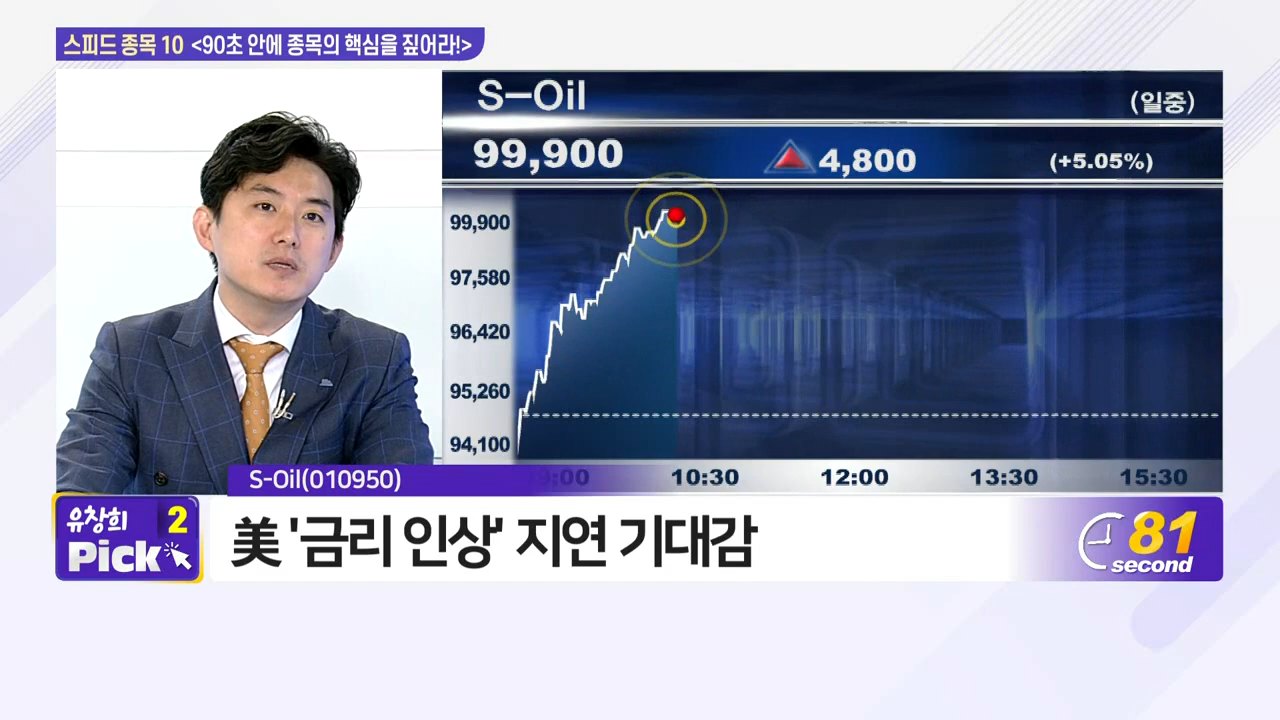 스피드 종목 10 <90초 안에 종목의 핵심을 짚어라!>
S-Oil (일중)
99,900 4,800 (+5.05%)
99,900
97,580
96,420
95,260
94,100
09:00 10:30 12:00 13:30 15:30
S-Oil(010950)
유창희 2
Pick
美 '금리 인상' 지연 기대감
81
second